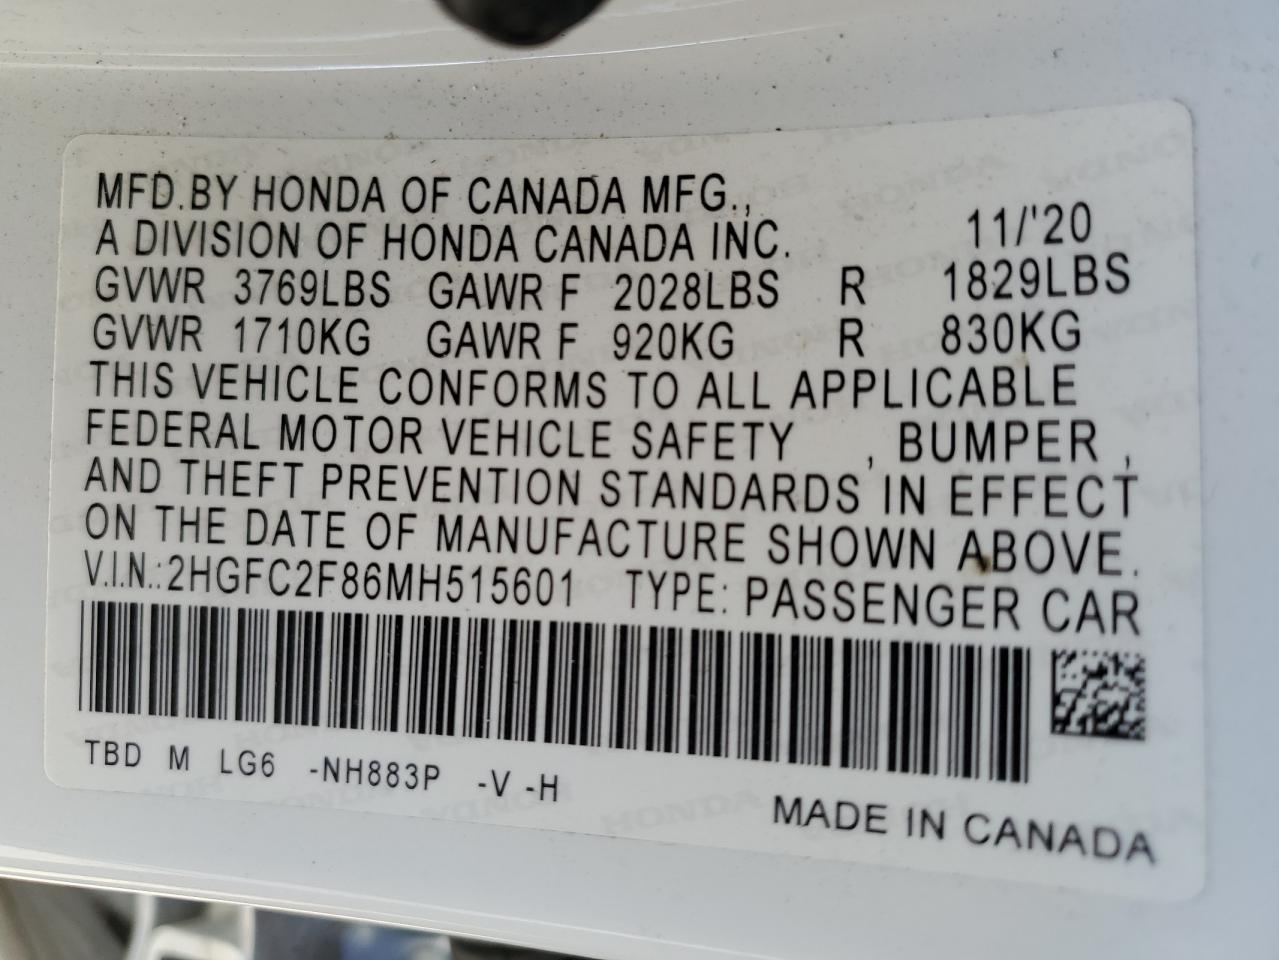 MFD.BY HONDA OF CANADA MFG.,
A DIVISION OF HONDA CANADA INC. 11/'20
GVWR 3769LBS GAWR F 2028LBS R 1829LBS
GVWR 1710KG GAWR F 920KG R 830KG
THIS VEHICLE CONFORMS TO ALL APPLICABLE
FEDERAL MOTOR VEHICLE SAFETY , BUMPER ,
AND THEFT PREVENTION STANDARDS IN EFFECT
ON THE DATE OF MANUFACTURE SHOWN ABOVE.
V.I.N.:2HGFC2F86MH515601 TYPE: PASSENGER CAR
TBD M LG6 -NH883P -V -H
MADE IN CANADA